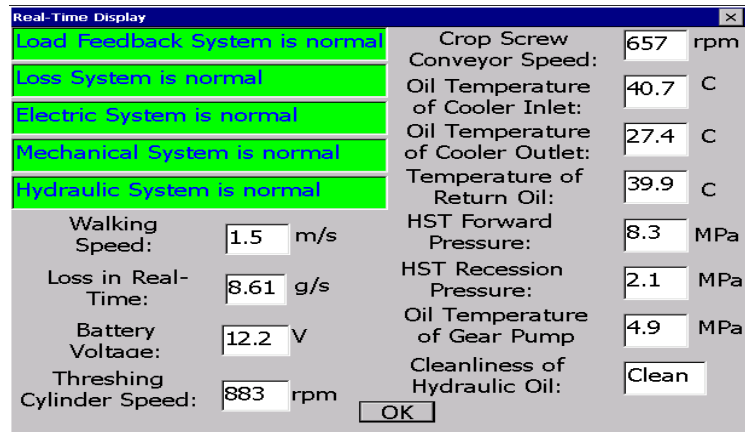 Real-Time Display
Load Feedback System is normal
Loss System is normal
Electric System is normal
Mechanical System is normal
Hydraulic System is normal
Walking
Speed:
1.5 m/s
Loss in Real-
Time:
8.61 g/s
Battery
Voltage:
12.2 V
Threshing
Cylinder Speed:
883 rpm
Crop Screw
Conveyor Speed:
657 rpm
Oil Temperature
of Cooler Inlet:
40.7 C
Oil Temperature
of Cooler Outlet:
27.4 C
Temperature of
Return Oil:
39.9 C
HST Forward
Pressure:
8.3 MPa
HST Recession
Pressure:
2.1 MPa
Oil Temperature
of Gear Pump
4.9 MPa
Cleanliness of
Hydraulic Oil:
Clean
OK